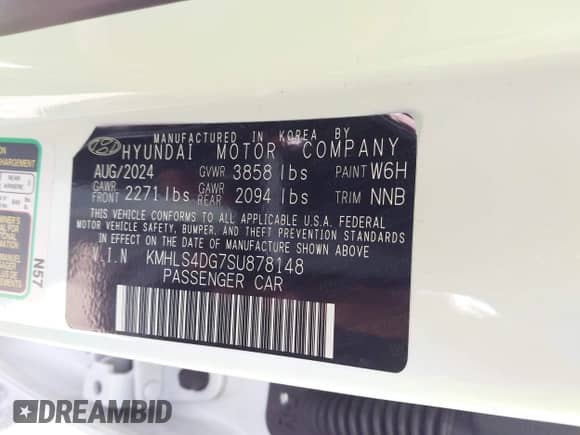 MANUFACTURED IN KOREA BY
HYUNDAI MOTOR COMPANY
AUG/2024 GVWR 3858 lbs PAINT W6H
GAWR FRONT 2271 lbs GAWR REAR 2094 lbs TRIM NNB
THIS VEHICLE CONFORMS TO ALL APPLICABLE U.S.A. FEDERAL
MOTOR VEHICLE SAFETY, BUMPER, AND THEFT PREVENTION STANDARDS
IN EFFECT ON THE DATE OF MANUFACTURE SHOWN ABOVE
V.I.N KMHLS4DG7SU878148
PASSENGER CAR
N57
DREAMBID